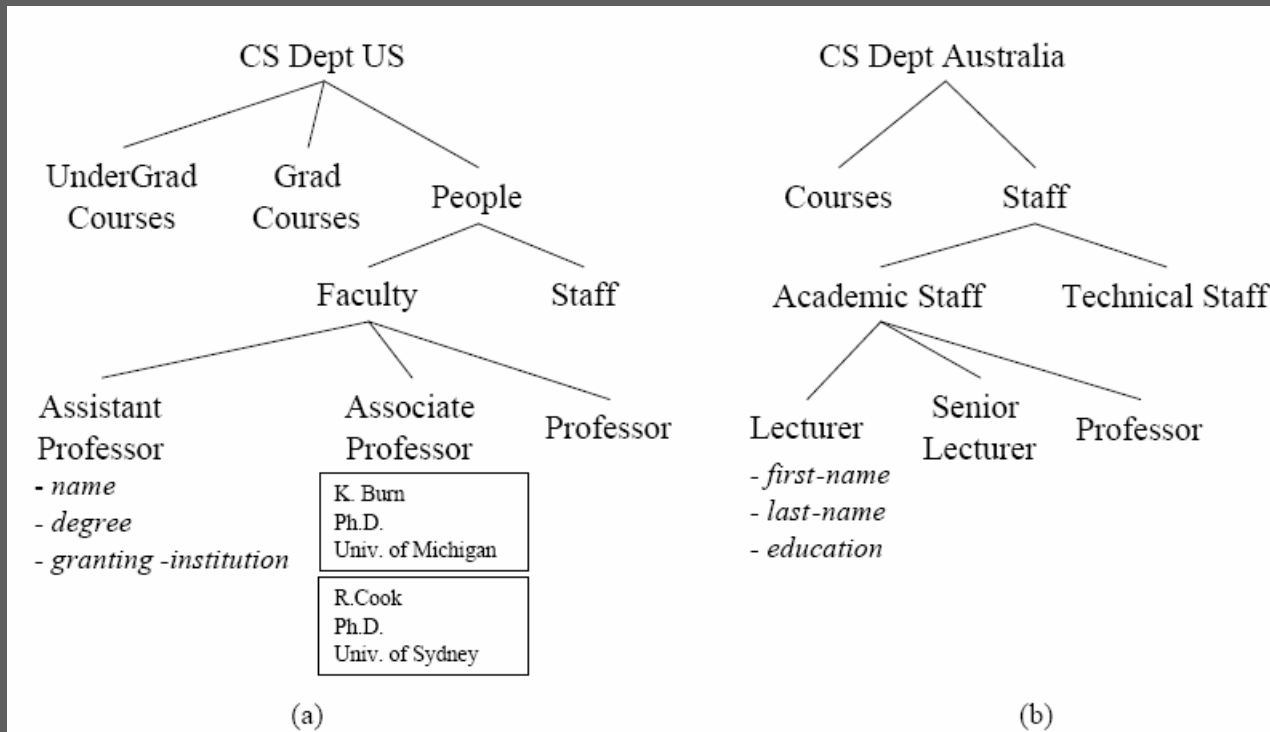 CS Dept US
UnderGrad
Courses
Grad
Courses
People
Faculty
Staff
Assistant
Professor
- name
- degree
- granting -institution
Associate
Professor
K. Burn
Ph.D.
Univ. of Michigan
R.Cook
Ph.D.
Univ. of Sydney
Professor
(a)
CS Dept Australia
Courses
Staff
Academic Staff
Technical Staff
Lecturer
- first-name
- last-name
- education
Senior
Lecturer
Professor
(b)